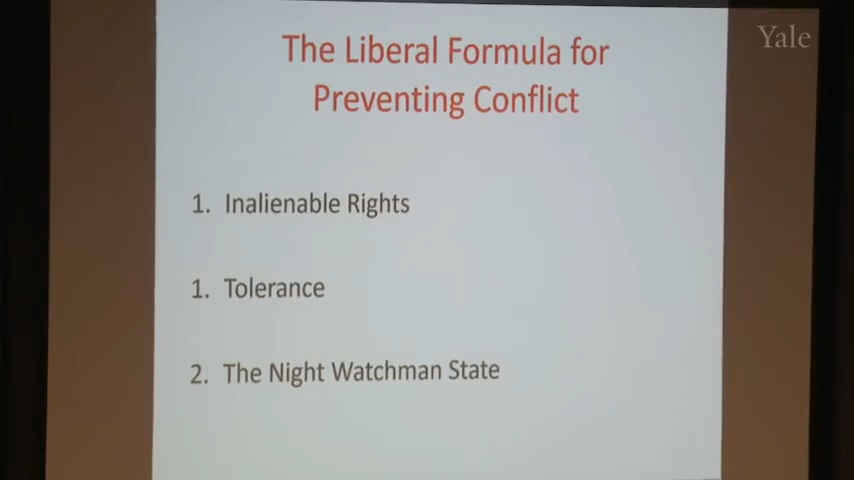 Yale
The Liberal Formula for
Preventing Conflict
1. Inalienable Rights
1. Tolerance
2. The Night Watchman State